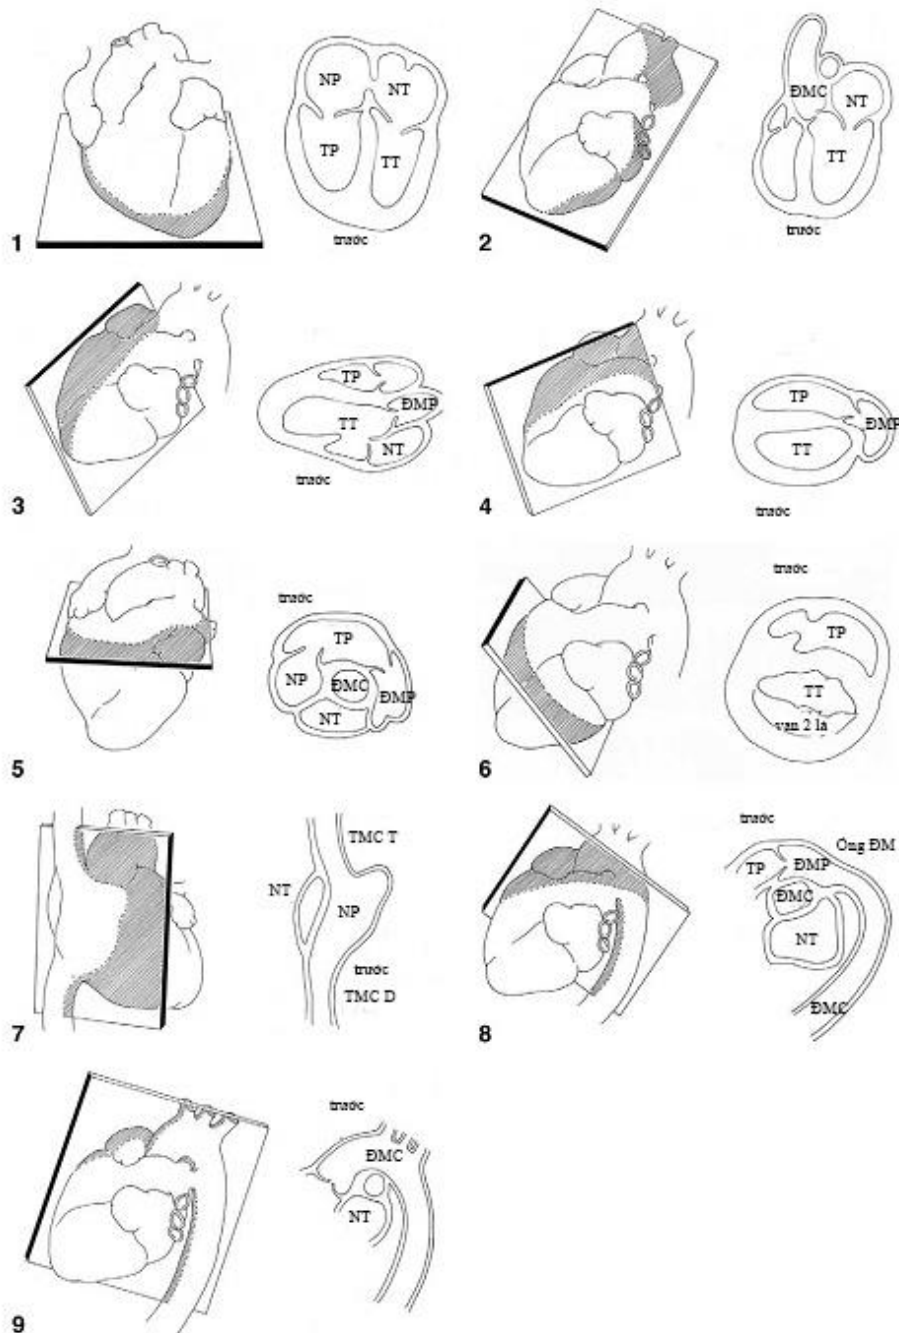 NP NT
TP TT
1 trước
ĐMC NT
TT
2 trước
TP
ĐMP
TT
NT
3 trước
TP
ĐMP
TT
4 trước
trước
TP
NP ĐMC ĐMP
NT
5
trước
TP
TT
van 2 lá
6
TMC T
NT
NP
trước
TMC D
7
trước
Ống ĐM
TP ĐMP
ĐMC
NT
ĐMC
8
trước
ĐMC
NT
9